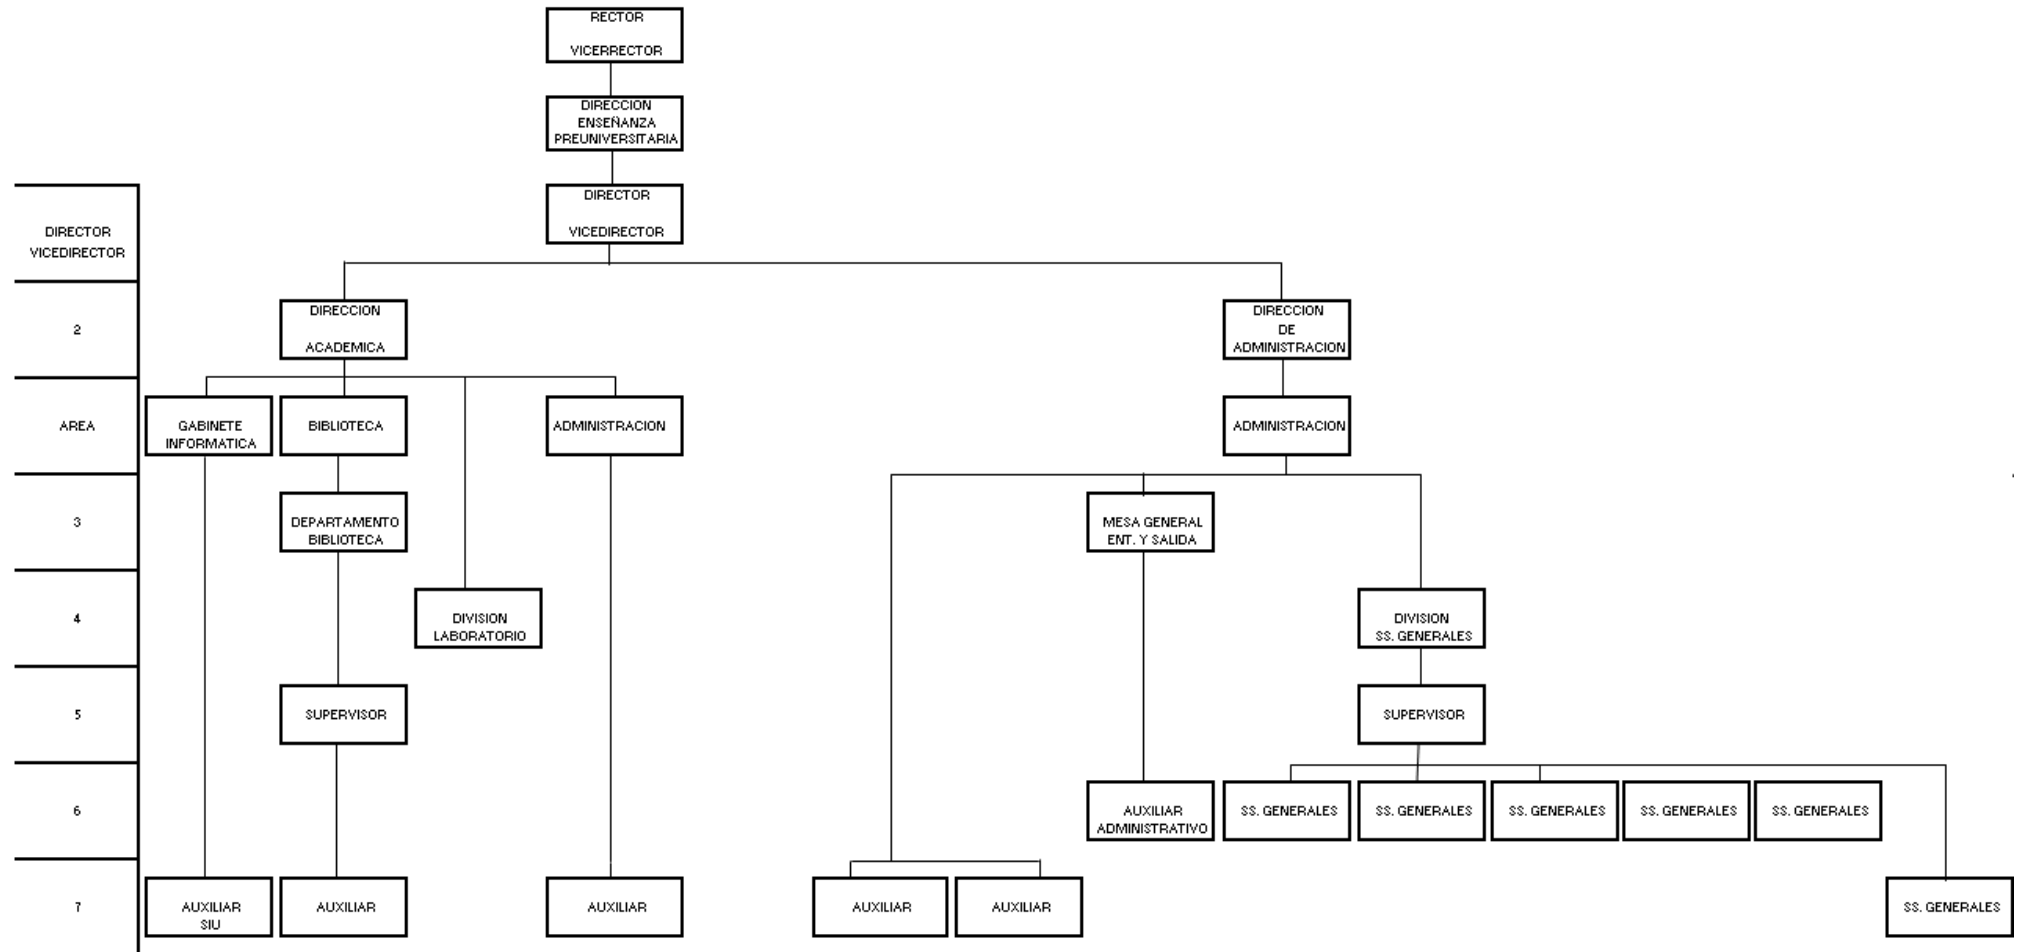 RECTOR
VICERRECTOR
DIRECCION
ENSEÑANZA
PREUNIVERSITARIA
DIRECTOR
VICEDIRECTOR
DIRECTOR
VICEDIRECTOR
2
DIRECCION
ACADEMICA
DIRECCION
DE
ADMINISTRACION
AREA
GABINETE
INFORMATICA
BIBLIOTECA
ADMINISTRACION
ADMINISTRACION
3
DEPARTAMENTO
BIBLIOTECA
MESA GENERAL
ENT. Y SALIDA
4
DIVISION
LABORATORIO
DIVISION
SS. GENERALES
5
SUPERVISOR
SUPERVISOR
6
AUXILIAR
ADMINISTRATIVO
SS. GENERALES
SS. GENERALES
SS. GENERALES
SS. GENERALES
SS. GENERALES
7
AUXILIAR
SIU
AUXILIAR
AUXILIAR
AUXILIAR
AUXILIAR
SS. GENERALES